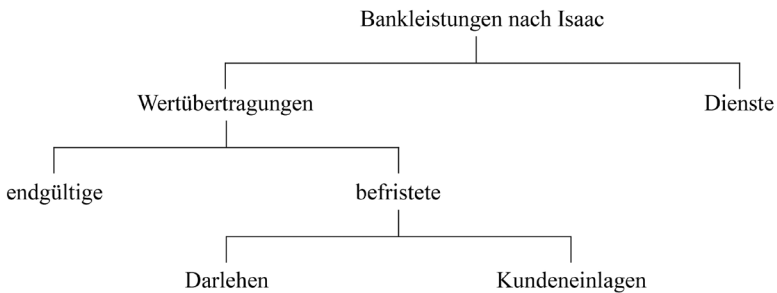 Bankleistungen nach Isaac
Wertübertragungen
Dienste
endgültige
befristete
Darlehen
Kundeneinlagen